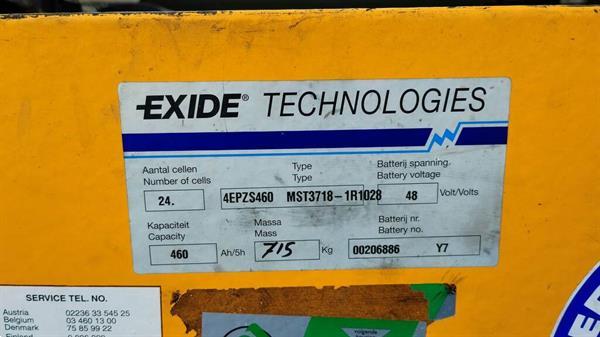 EXIDE® TECHNOLOGIES
Aantal cellen Type Batterij spanning
Number of cells Type Battery voltage
24. 4EPZS460 MST3718-1R1028 48 Volt/Volts
Kapaciteit Massa Batterij nr.
Capacity Mass Battery no.
460 Ah/5h 715 Kg 00206886 Y7
SERVICE TEL. NO.
Austria 02236 33 545 25
Belgium 03 460 13 00
Denmark 75 85 99 22
Finland
volgende